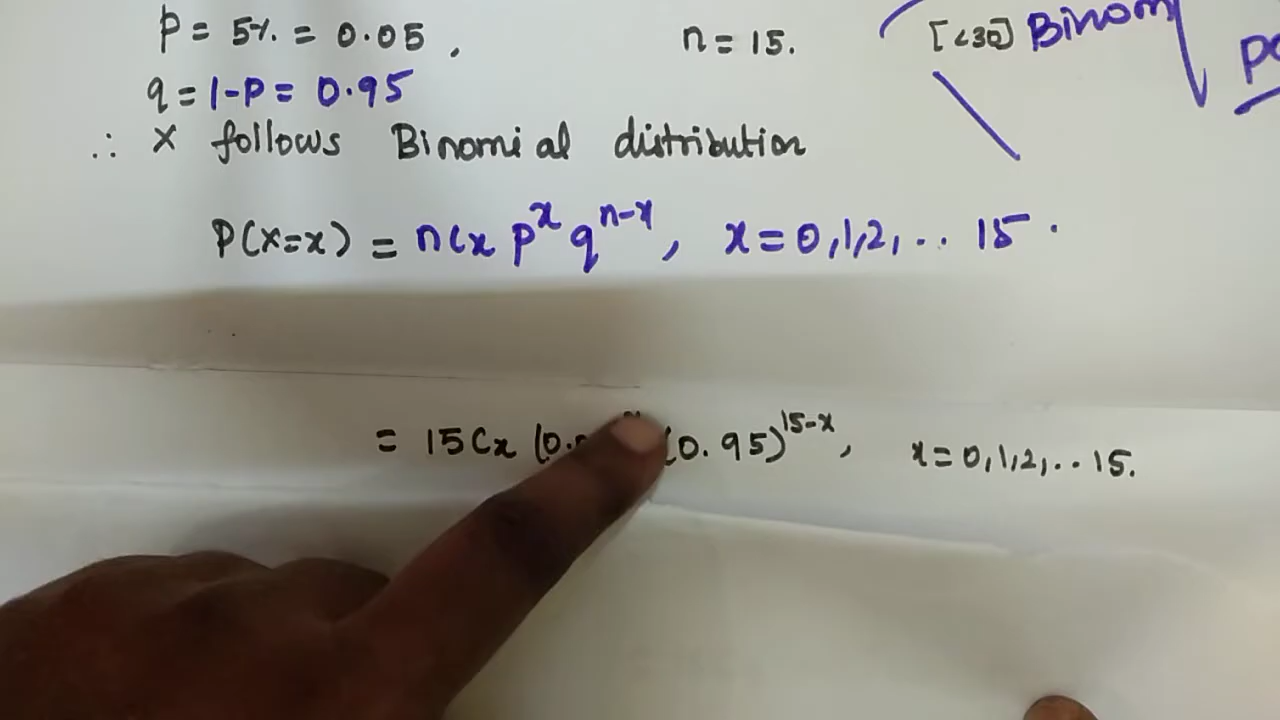 p = 5% = 0.05 , n = 15. [<30] Binom
q = 1-p = 0.95
∴ X follows Binomial distribution
P(X=x) = nCx p^x q^n-x, x = 0,1,2,.. 15.
= 15Cx (0. (0.95)^15-x, x = 0,1,2,.. 15.